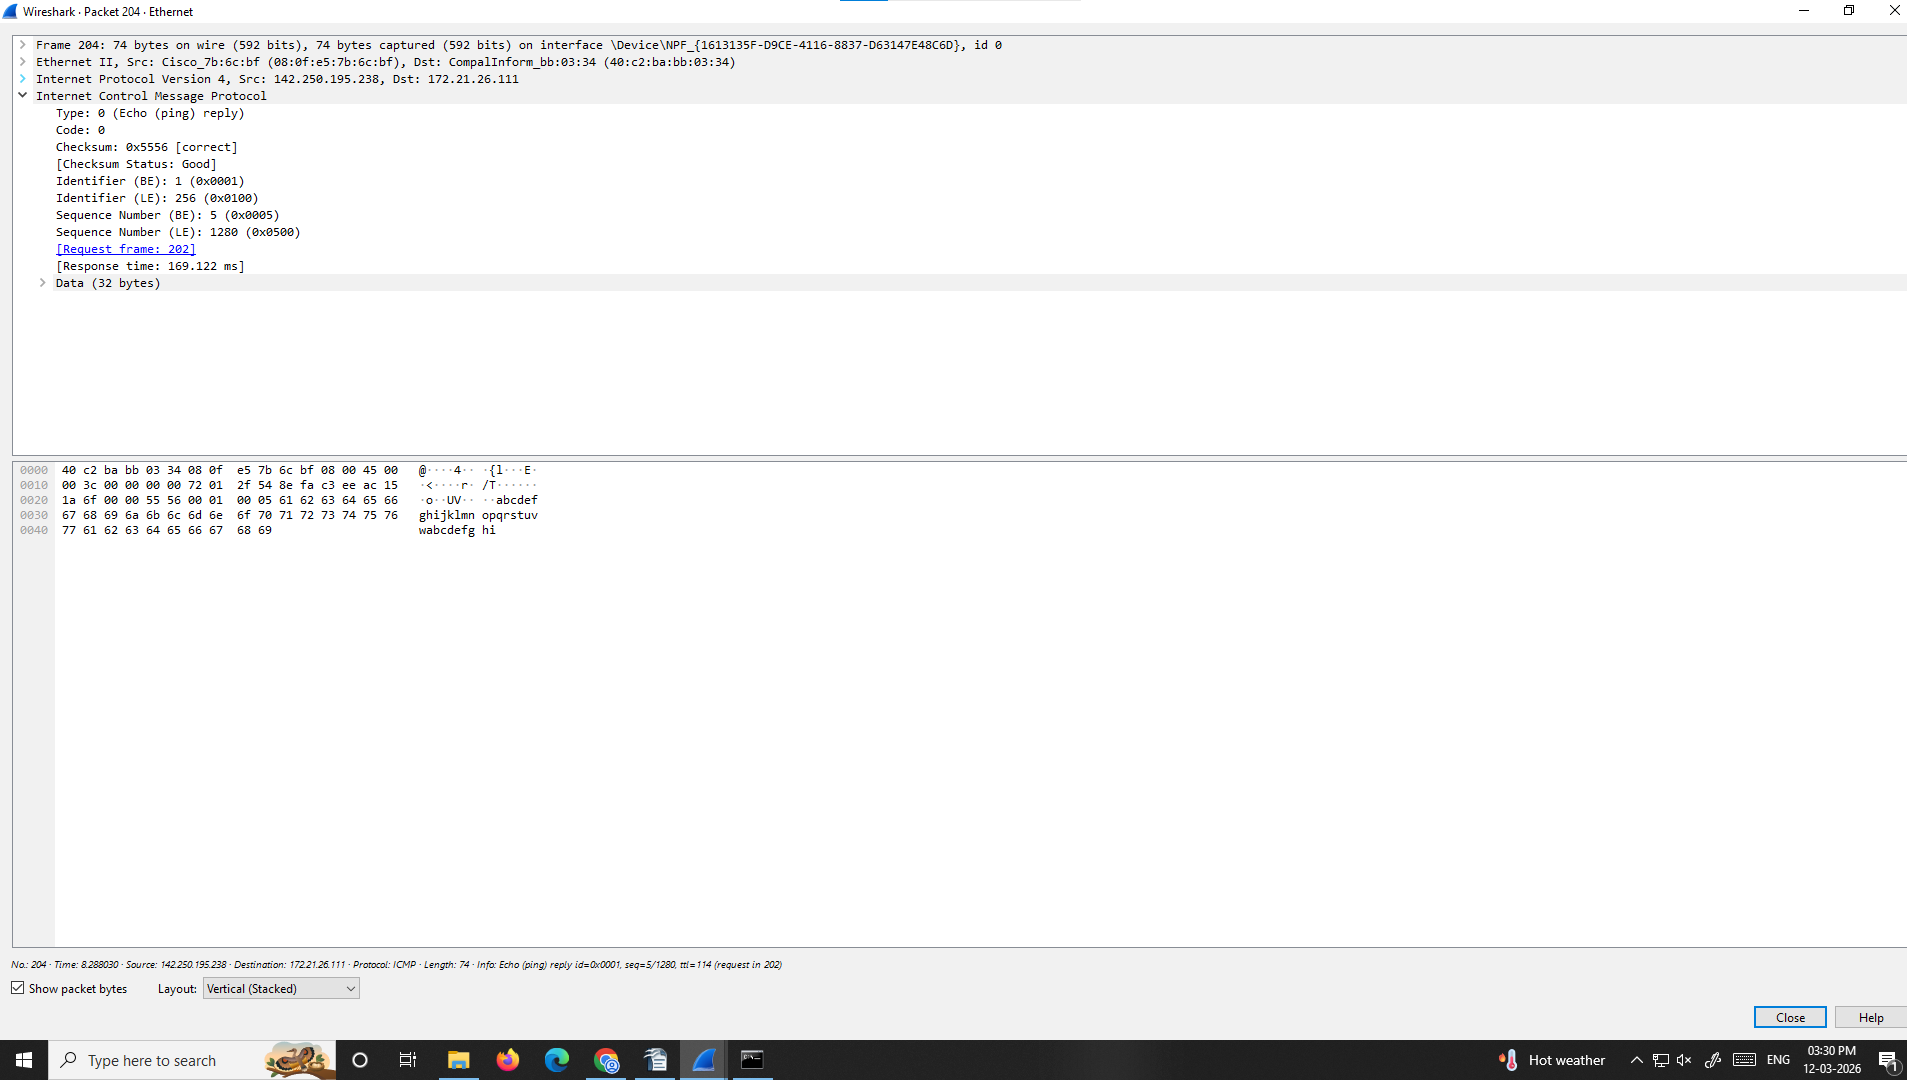 Wireshark · Packet 204 · Ethernet
Frame 204: 74 bytes on wire (592 bits), 74 bytes captured (592 bits) on interface \Device\NPF_{1613135F-D9CE-4116-8837-D63147E48C6D}, id 0
Ethernet II, Src: Cisco_7b:6c:bf (08:0f:e5:7b:6c:bf), Dst: CompalInform_bb:03:34 (40:c2:ba:bb:03:34)
Internet Protocol Version 4, Src: 142.250.195.238, Dst: 172.21.26.111
Internet Control Message Protocol
Type: 0 (Echo (ping) reply)
Code: 0
Checksum: 0x5556 [correct]
[Checksum Status: Good]
Identifier (BE): 1 (0x0001)
Identifier (LE): 256 (0x0100)
Sequence Number (BE): 5 (0x0005)
Sequence Number (LE): 1280 (0x0500)
[Request frame: 202]
[Response time: 169.122 ms]
Data (32 bytes)
0000 40 c2 ba bb 03 34 08 0f e5 7b 6c bf 08 00 45 00 @····4·· ·{l···E·
0010 00 3c 00 00 00 00 72 01 2f 54 8e fa c3 ee ac 15 ·<····r· /T······
0020 1a 6f 00 00 55 56 00 01 00 05 61 62 63 64 65 66 ·o··UV·· ··abcdef
0030 67 68 69 6a 6b 6c 6d 6e 6f 70 71 72 73 74 75 76 ghijklmn opqrstuv
0040 77 61 62 63 64 65 66 67 68 69 wabcdefg hi
No.: 204 · Time: 8.288030 · Source: 142.250.195.238 · Destination: 172.21.26.111 · Protocol: ICMP · Length: 74 · Info: Echo (ping) reply id=0x0001, seq=5/1280, ttl=114 (request in 202)
Show packet bytes Layout: Vertical (Stacked)
Close Help
Type here to search Hot weather ENG 03:30 PM
12-03-2026 1